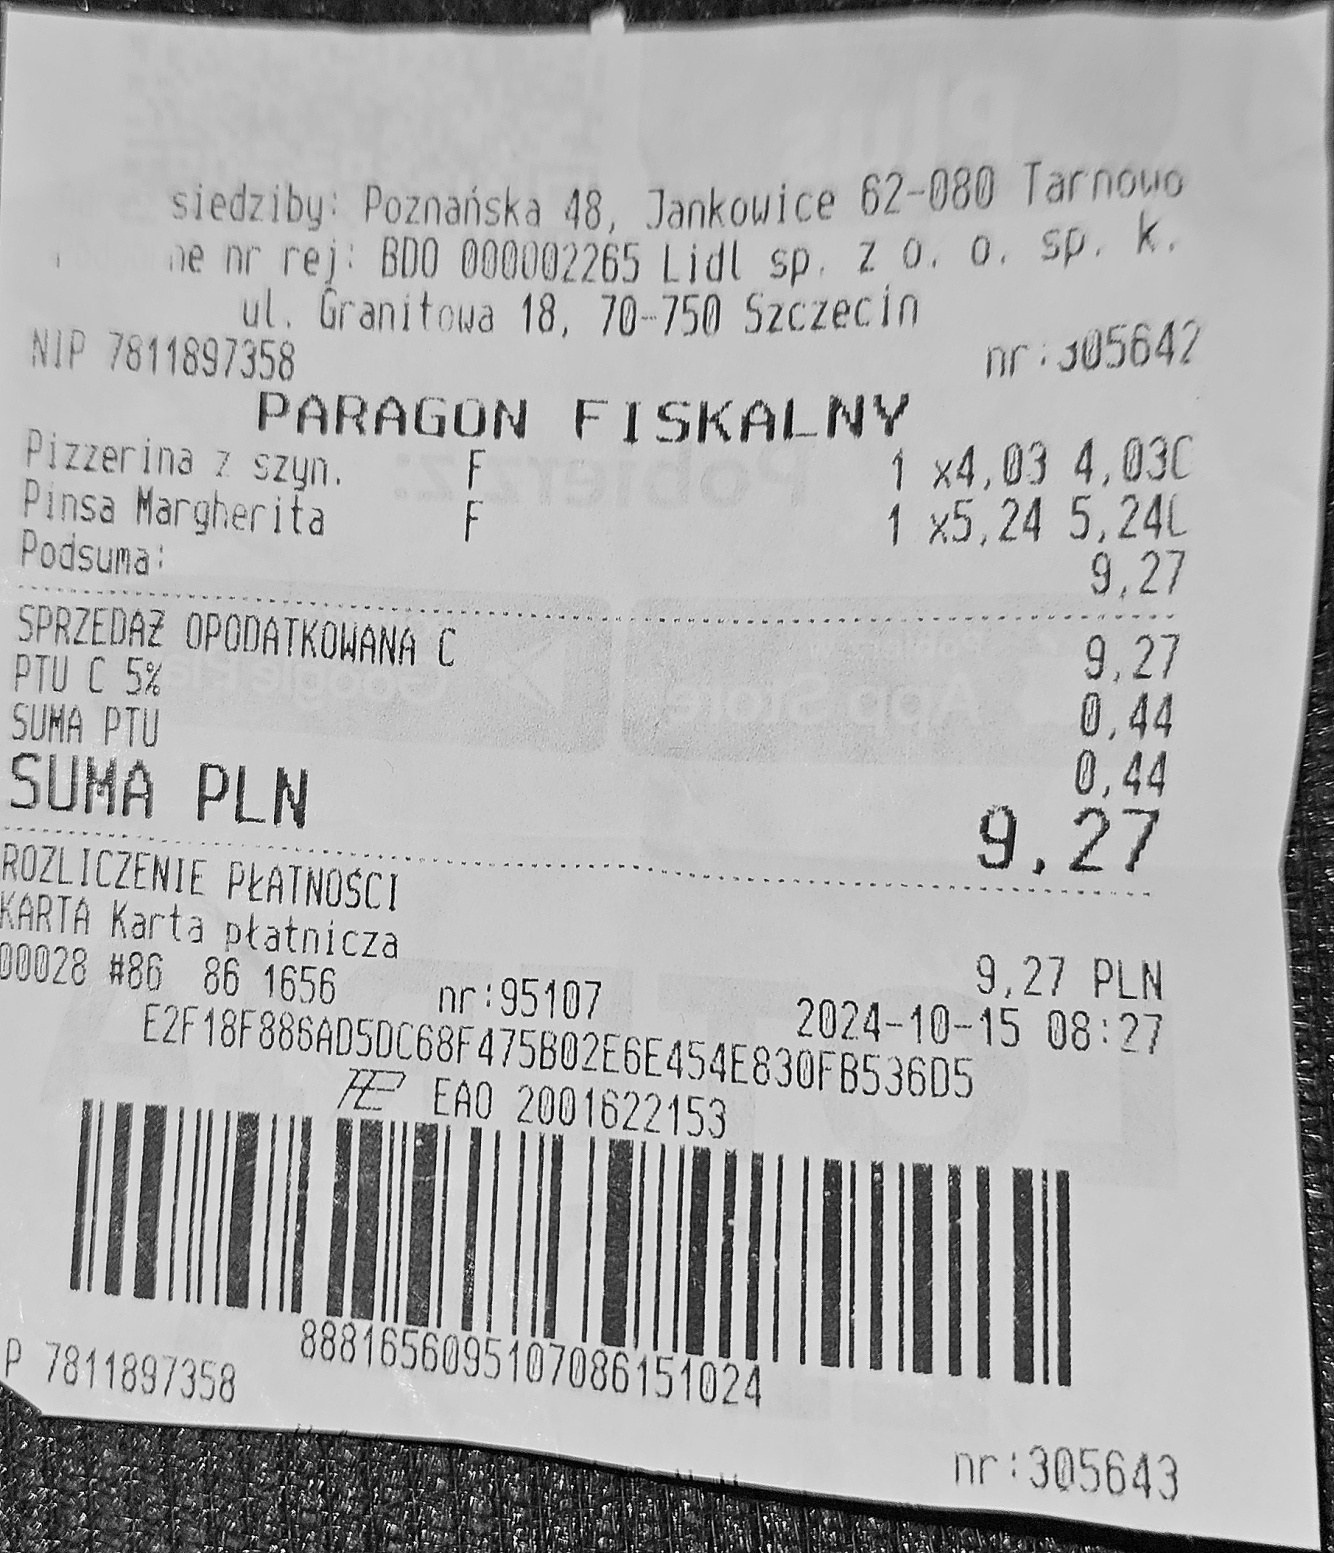 siedziby: Poznańska 48, Jankowice 62-080 Tarnowo
ne nr rej: BDO 000002265 Lidl sp. z o. o. sp. k.
ul. Granitowa 18, 70-750 Szczecin
NIP 7811897358 nr:305642
PARAGON FISKALNY
Pizzerina z szyn. F 1 x4,03 4,03C
Pinsa Margherita F 1 x5,24 5,24C
Podsuma: 9,27
SPRZEDAŻ OPODATKOWANA C 9,27
PTU C 5% 0,44
SUMA PTU 0,44
SUMA PLN 9,27
ROZLICZENIE PŁATNOŚCI
KARTA Karta płatnicza 9,27 PLN
00028 #86 86 1656 nr:95107 2024-10-15 08:27
E2F18F886AD5DC68F475B02E6E454E830FB536D5
EAO 2001622153
8881656095107086151024
P 7811897358 nr:305643